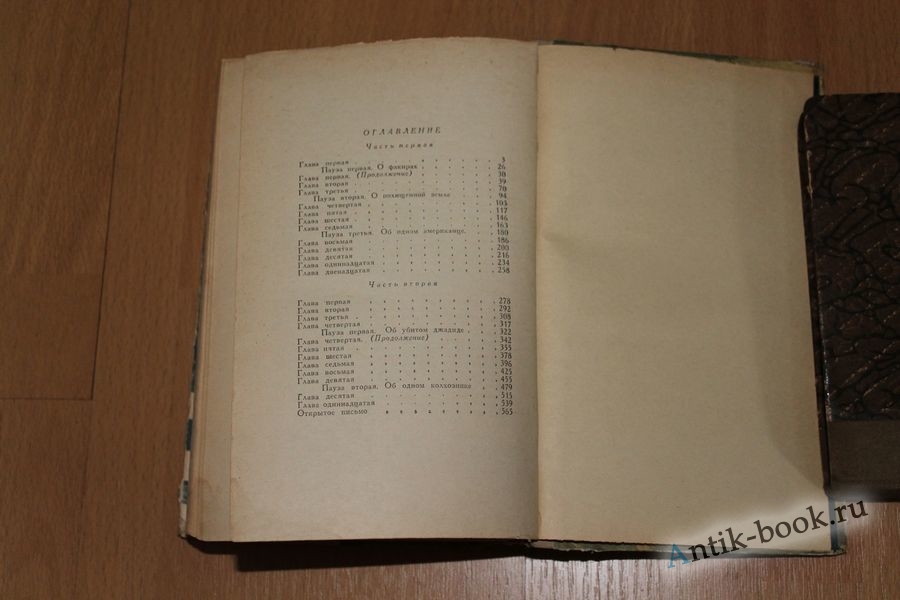 ОГЛАВЛЕНИЕ
Часть первая
Глава первая . . . . . . 3
Пауза первая. О факирах . . . . . 26
Глава первая. (Продолжение) . . . . . 30
Глава вторая . . . . . . . 39
Глава третья . . . . . . . 70
Пауза вторая. О похищенной земле . . . 94
Глава четвертая . . . . . . . 103
Глава пятая . . . . . . . 117
Глава шестая . . . . . . . 146
Глава седьмая . . . . . . . 163
Пауза третья. Об одном американце. . . . 180
Глава восьмая . . . . . . . 186
Глава девятая . . . . . . . 200
Глава десятая . . . . . . . 216
Глава одиннадцатая . . . . . . . 234
Глава двенадцатая . . . . . . . 258
Часть вторая
Глава первая . . . . . . . . 278
Глава вторая . . . . . . . . 292
Глава третья . . . . . . . . 308
Глава четвертая . . . . . . . . 317
Пауза первая. Об убитом джадиде . . . 322
Глава четвертая. (Продолжение) . . . . 342
Глава пятая . . . . . . . . 355
Глава шестая . . . . . . . . 378
Глава седьмая . . . . . . . . 396
Глава восьмая . . . . . . . . 425
Глава девятая . . . . . . . . 455
Пауза вторая. Об одном колхознике . . 479
Глава десятая . . . . . . . . 515
Глава одиннадцатая . . . . . . . . 539
Открытое письмо . . . . . . . . 565
Antik-book.ru